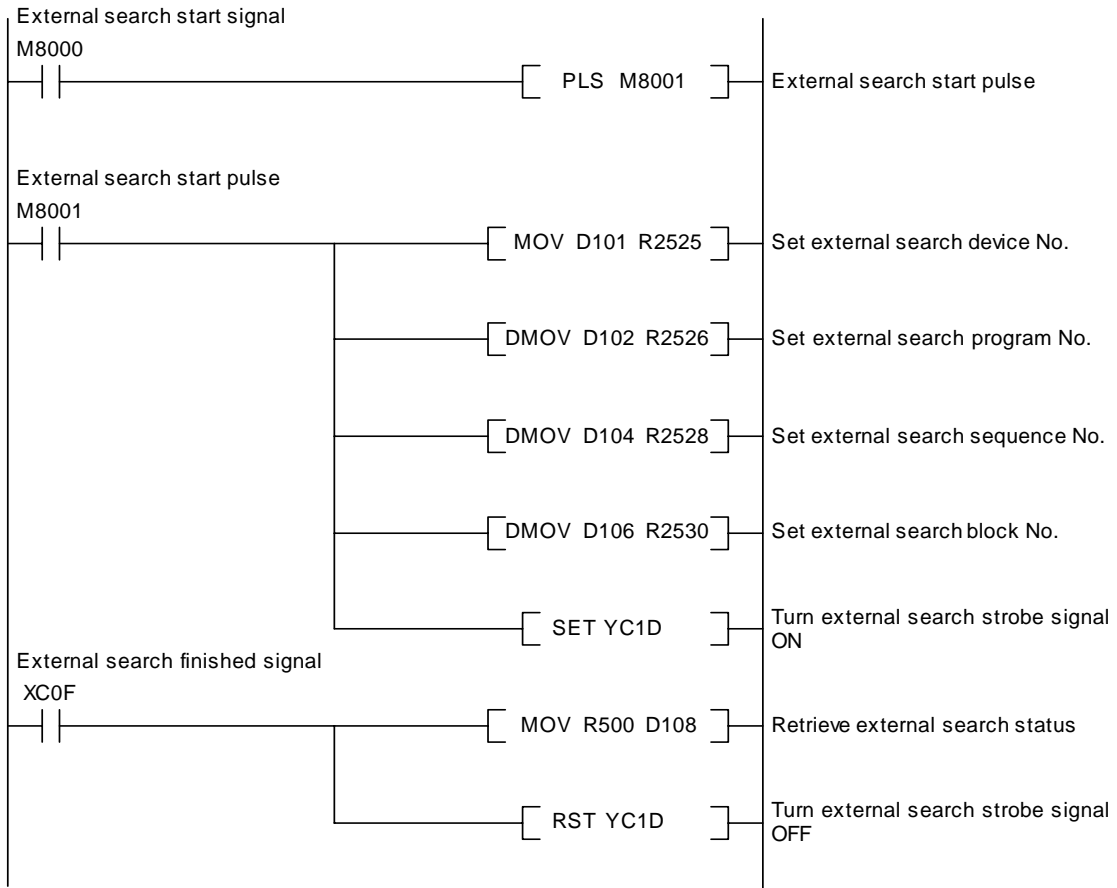 External search start signal
M8000
PLS M8001
External search start pulse
External search start pulse
M8001
MOV D101 R2525
Set external search device No.
DMOV D102 R2526
Set external search program No.
DMOV D104 R2528
Set external search sequence No.
DMOV D106 R2530
Set external search block No.
SET YC1D
Turn external search strobe signal
ON
External search finished signal
XC0F
MOV R500 D108
Retrieve external search status
RST YC1D
Turn external search strobe signal
OFF